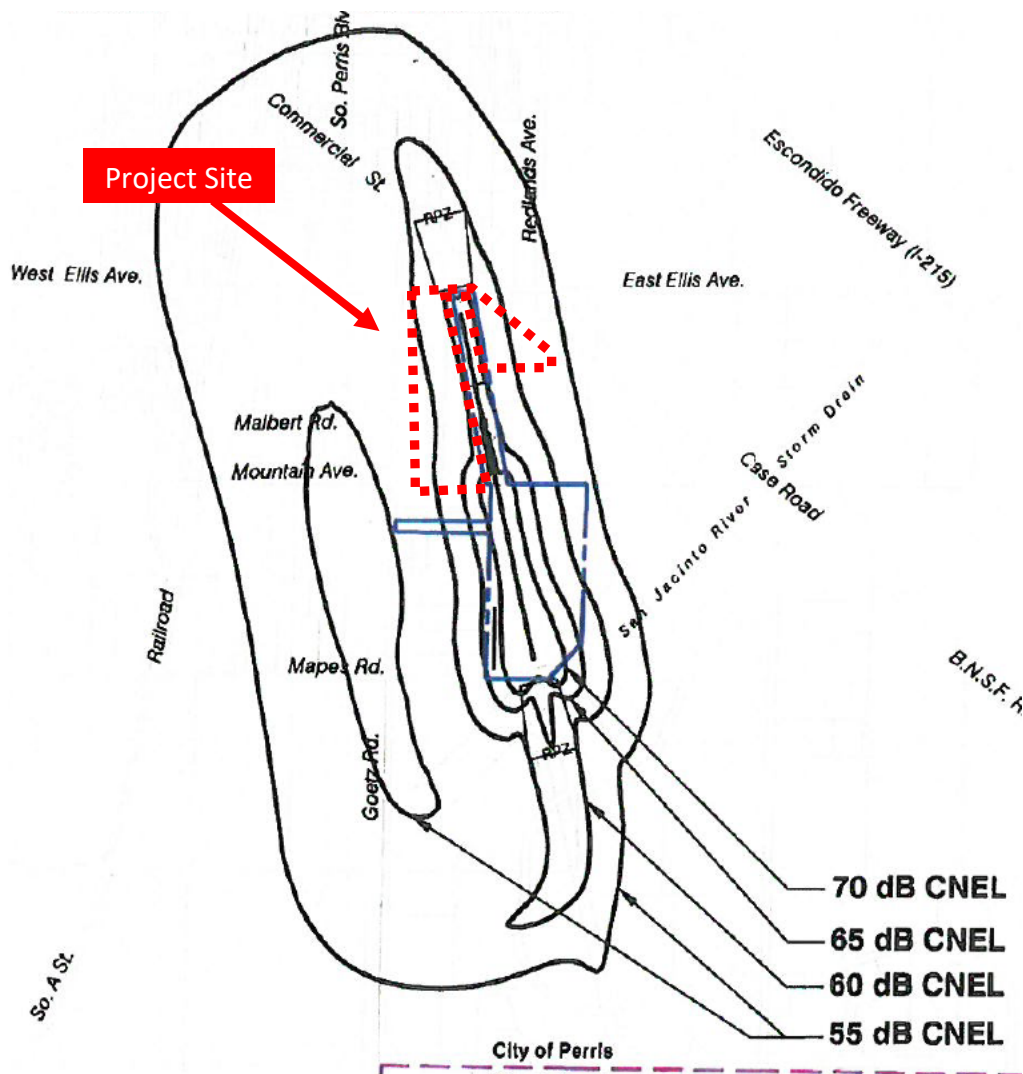 So. Perris Blv
Commercial St.
Redlands Ave.
Escondido Freeway (I-215)
Project Site
RPZ
West Ellis Ave.
East Ellis Ave.
Malbert Rd.
Mountain Ave.
San Jacinto River Storm Drain
Case Road
Railroad
Mapes Rd.
B.N.S.F. R
Goetz Rd.
RPZ
70 dB CNEL
65 dB CNEL
60 dB CNEL
55 dB CNEL
So. A St.
City of Perris